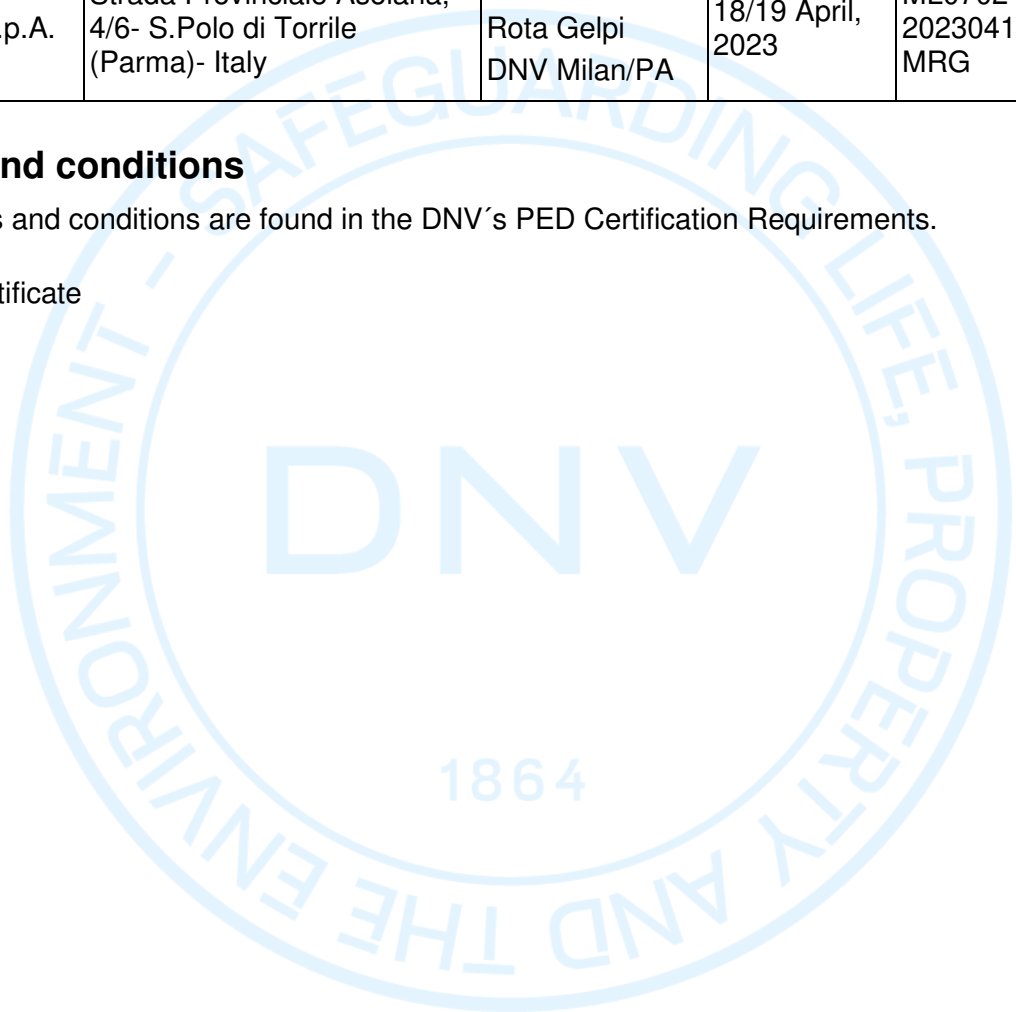 .p.A.
Strada Provinciale Asolana,
4/6- S.Polo di Torrile
(Parma)- Italy
Rota Gelpi
DNV Milan/PA
18/19 April,
2023
2023041
MRG
nd conditions
s and conditions are found in the DNV´s PED Certification Requirements.
tificate
SAFEGUARDING LIFE, PROPERTY AND THE ENVIRONMENT -
DNV
1864